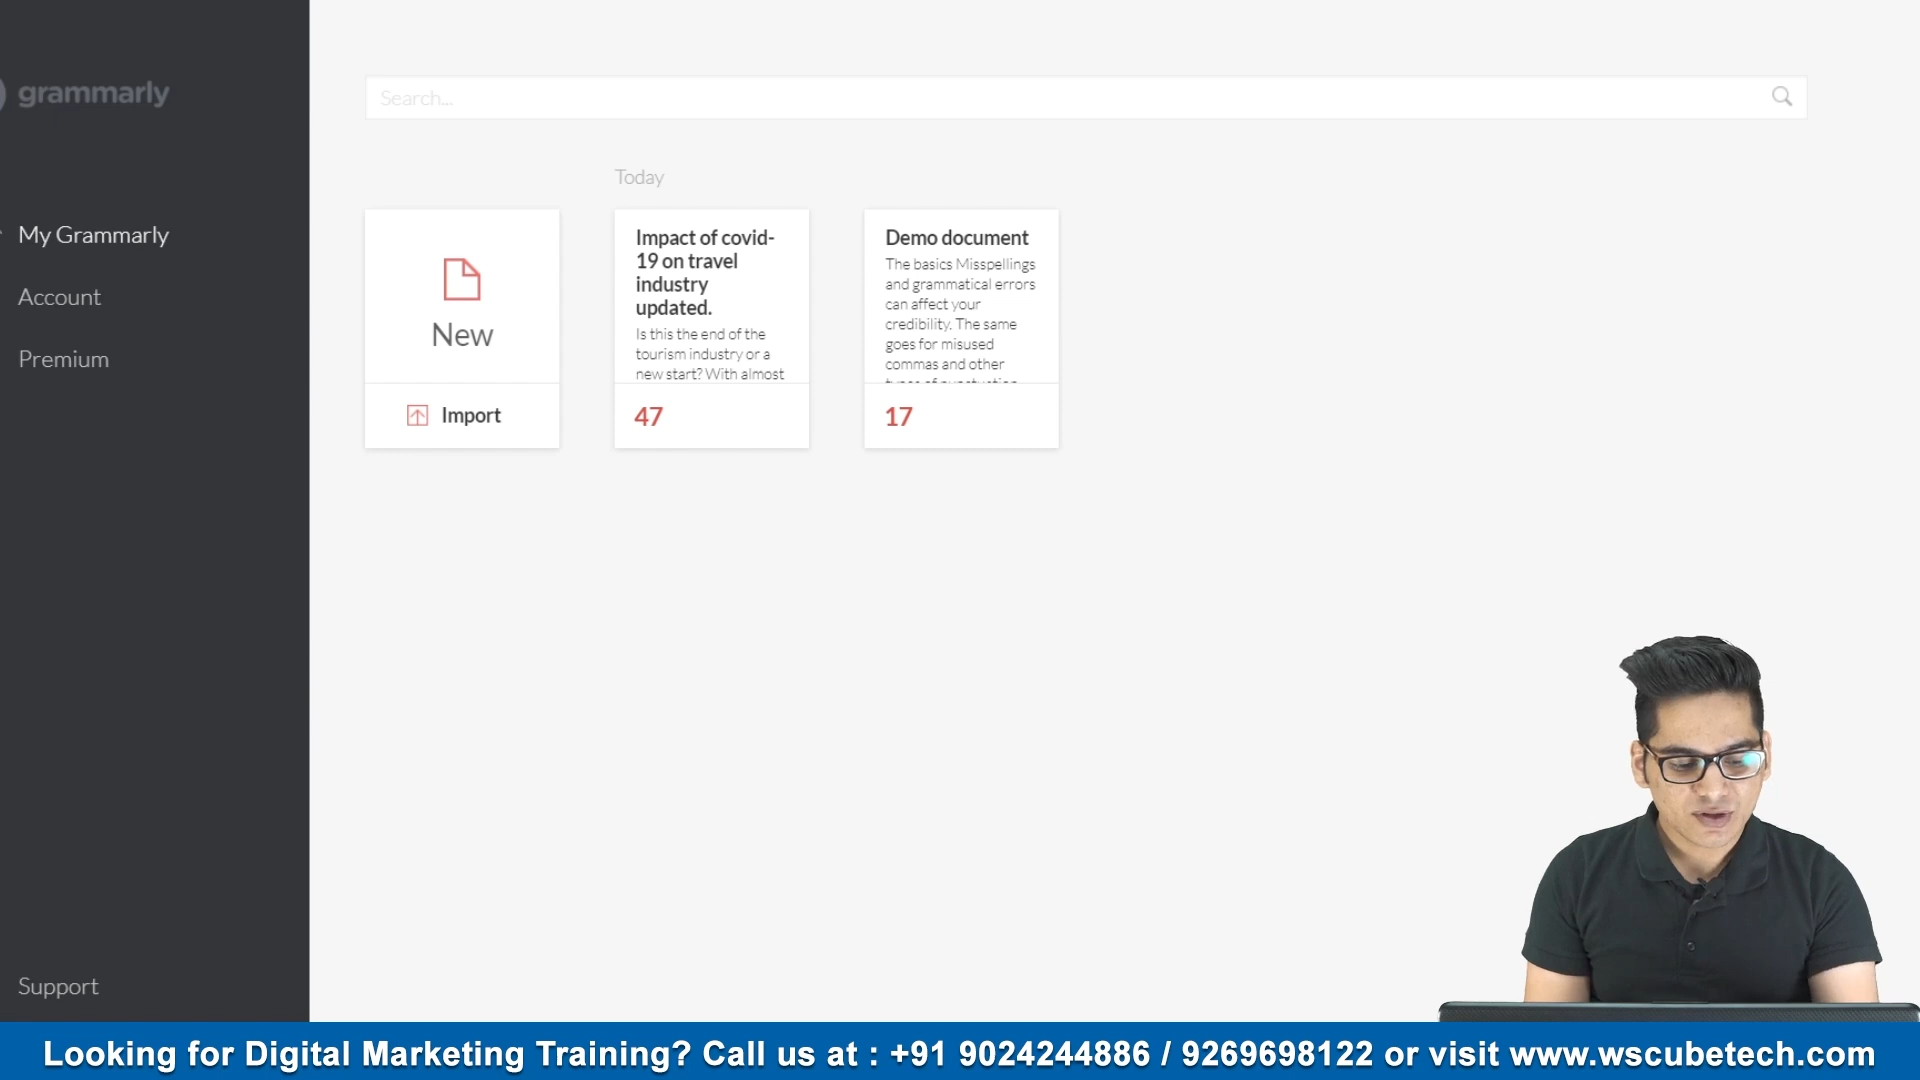 grammarly
Search...
Today
My Grammarly
Account
Premium
New
Import
Impact of covid-
19 on travel
industry
updated.
Is this the end of the
tourism industry or a
new start? With almost
47
Demo document
The basics Misspellings
and grammatical errors
can affect your
credibility. The same
goes for misused
commas and other
types of punctuation
17
Support
Looking for Digital Marketing Training? Call us at : +91 9024244886 / 9269698122 or visit www.wscubetech.com